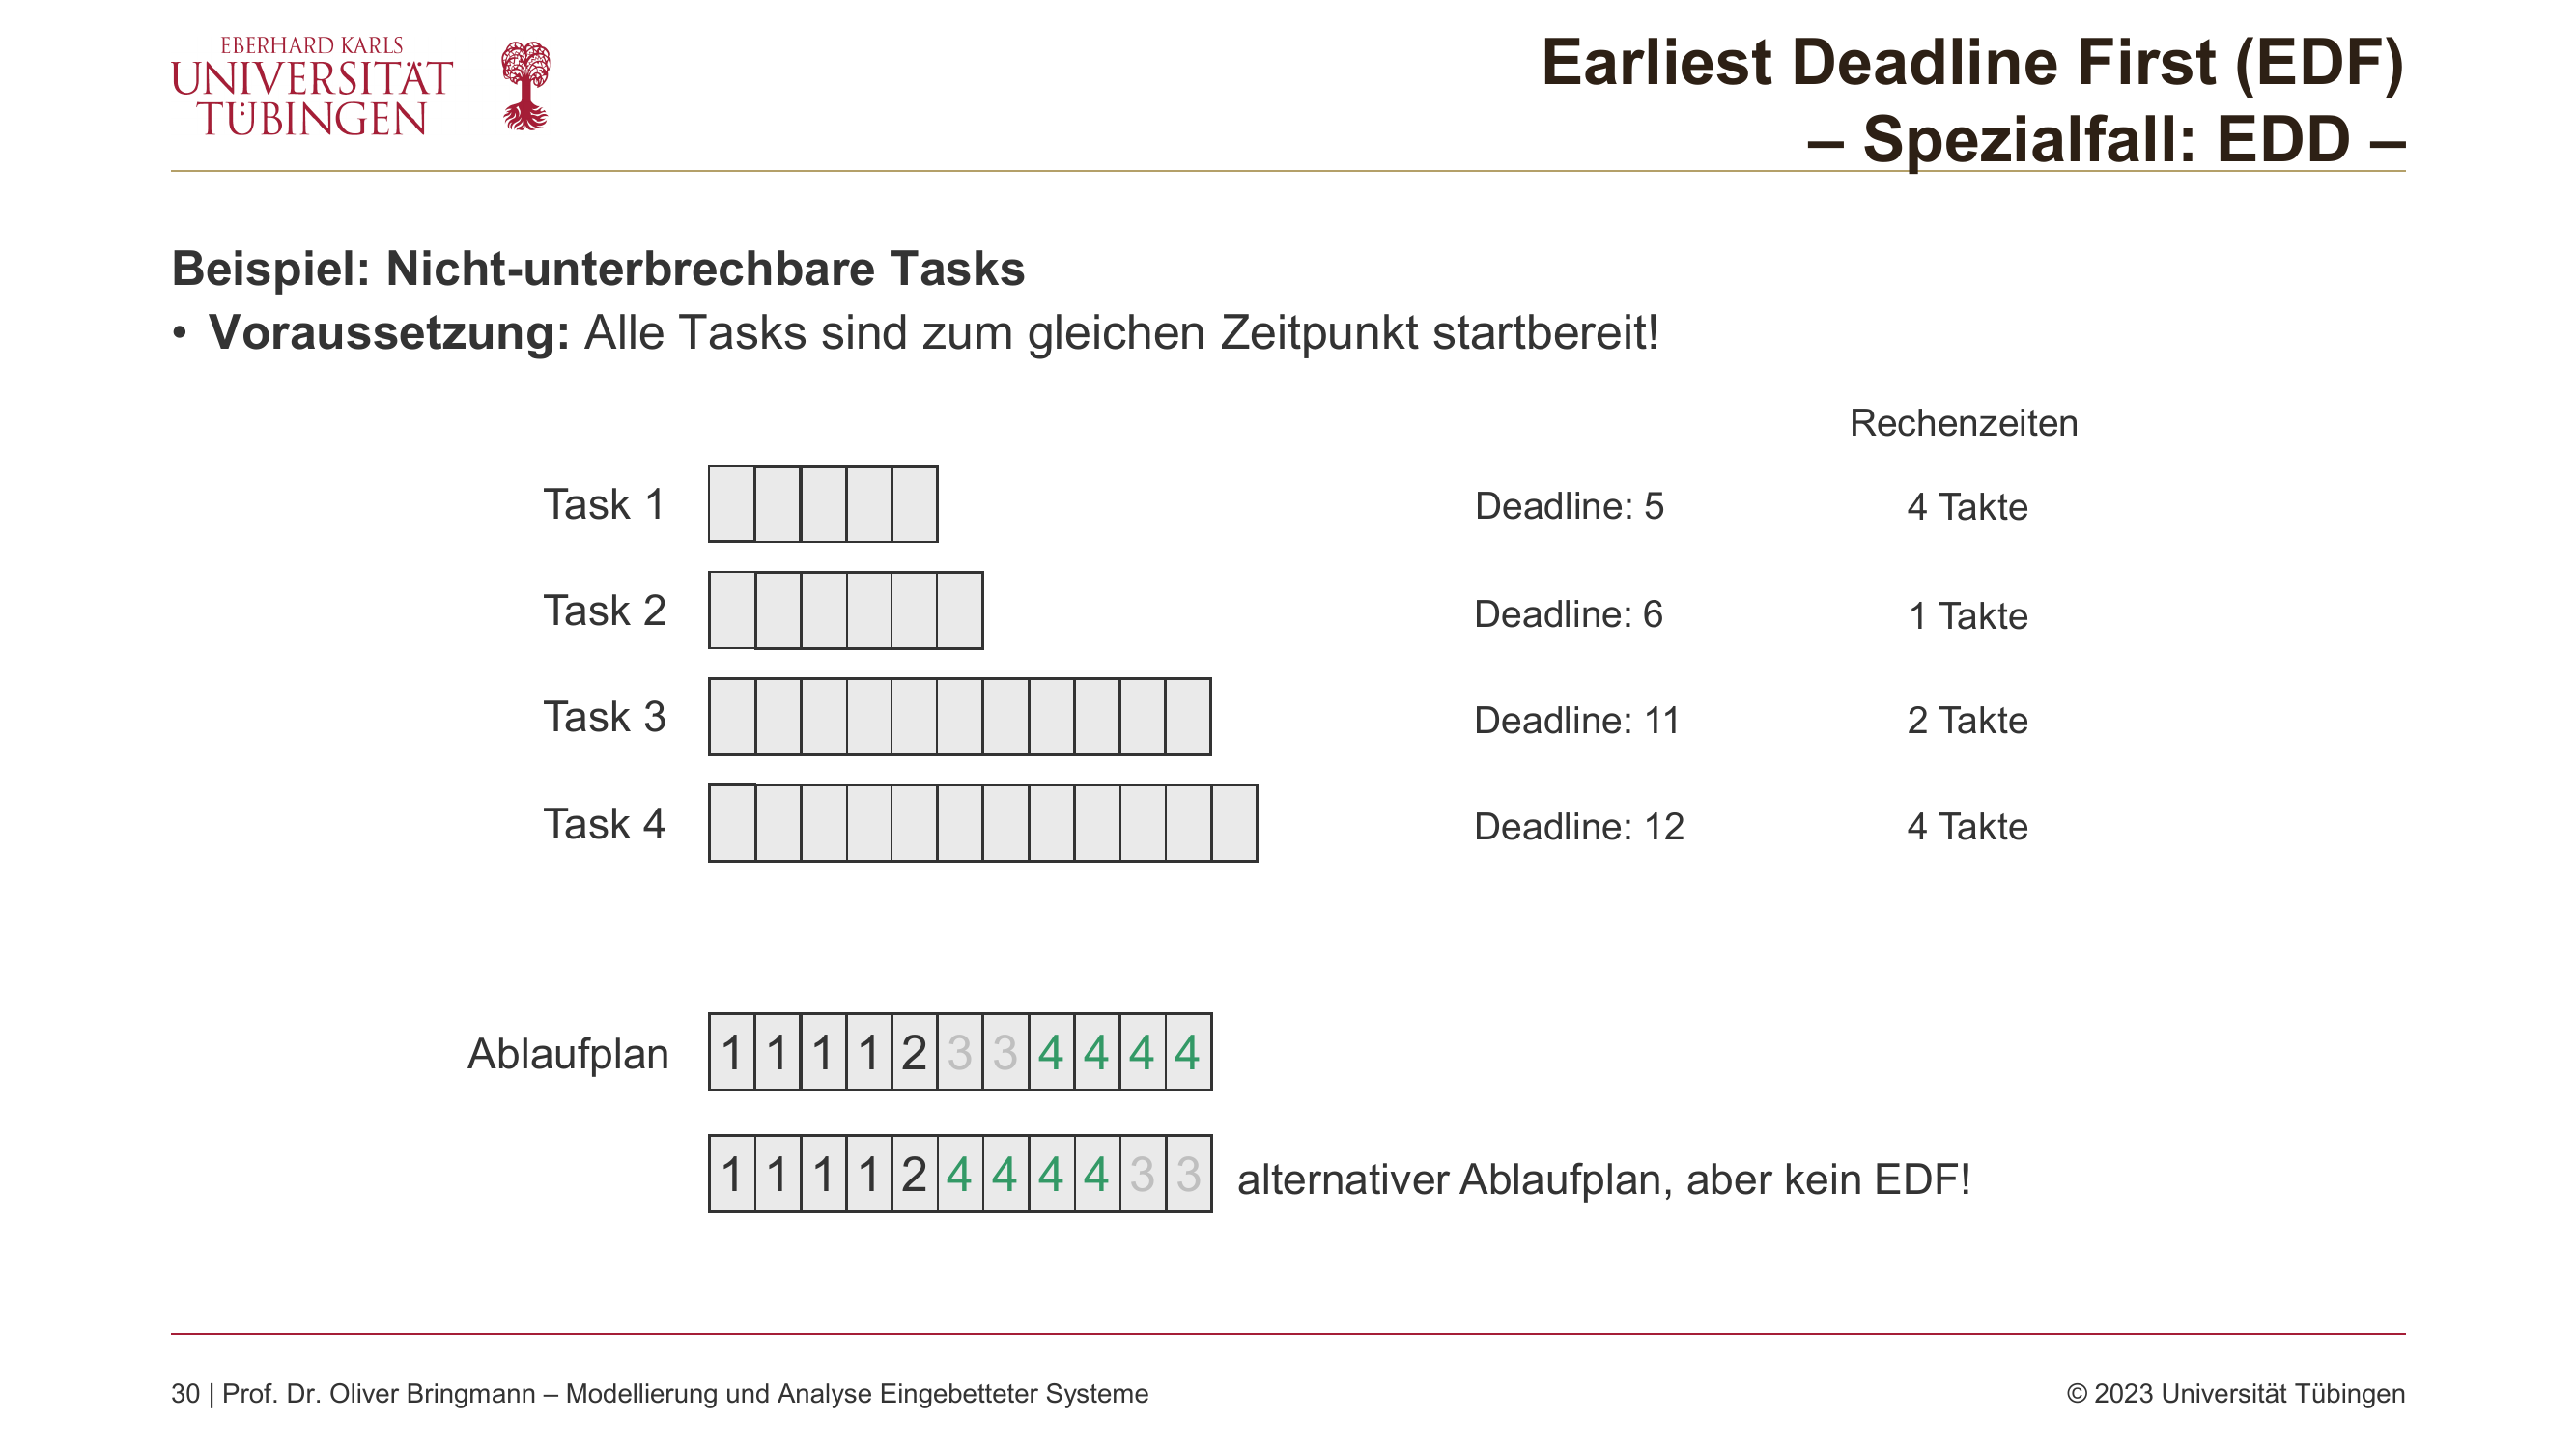 EBERHARD KARLS
UNIVERSITÄT
TÜBINGEN
Earliest Deadline First (EDF)
– Spezialfall: EDD –
Beispiel: Nicht-unterbrechbare Tasks
• Voraussetzung: Alle Tasks sind zum gleichen Zeitpunkt startbereit!
Rechenzeiten
Task 1 Deadline: 5 4 Takte
Task 2 Deadline: 6 1 Takte
Task 3 Deadline: 11 2 Takte
Task 4 Deadline: 12 4 Takte
Ablaufplan 1 1 1 1 2 3 3 4 4 4 4
1 1 1 1 2 4 4 4 4 3 3 alternativer Ablaufplan, aber kein EDF!
30 | Prof. Dr. Oliver Bringmann – Modellierung und Analyse Eingebetteter Systeme © 2023 Universität Tübingen